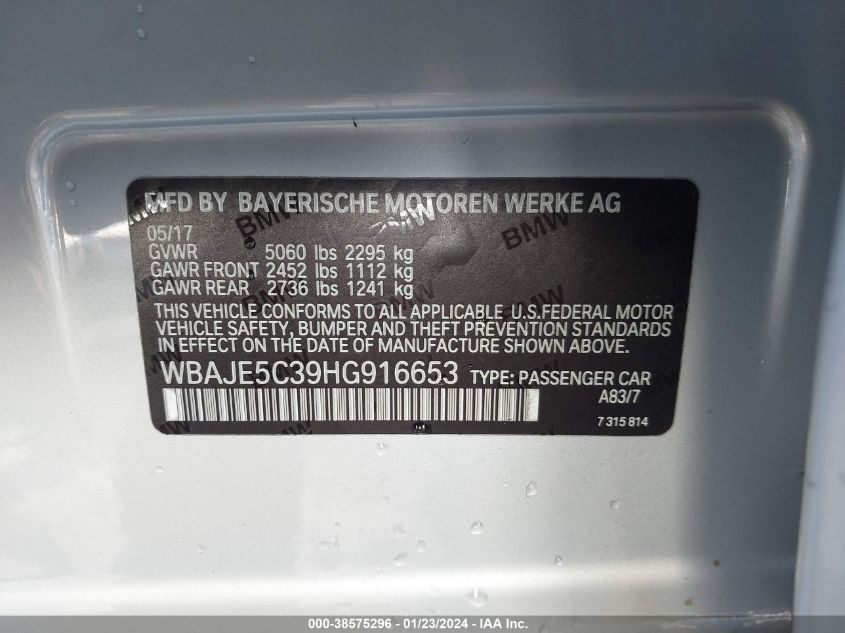 MFD BY BAYERISCHE MOTOREN WERKE AG
05/17
GVWR 5060 lbs 2295 kg
GAWR FRONT 2452 lbs 1112 kg
GAWR REAR 2736 lbs 1241 kg
THIS VEHICLE CONFORMS TO ALL APPLICABLE U.S.FEDERAL MOTOR
VEHICLE SAFETY, BUMPER AND THEFT PREVENTION STANDARDS
IN EFFECT ON THE DATE OF MANUFACTURE SHOWN ABOVE.
WBAJE5C39HG916653 TYPE: PASSENGER CAR
A83/7
7 315 814
000-38575296 - 01/23/2024 - IAA Inc.